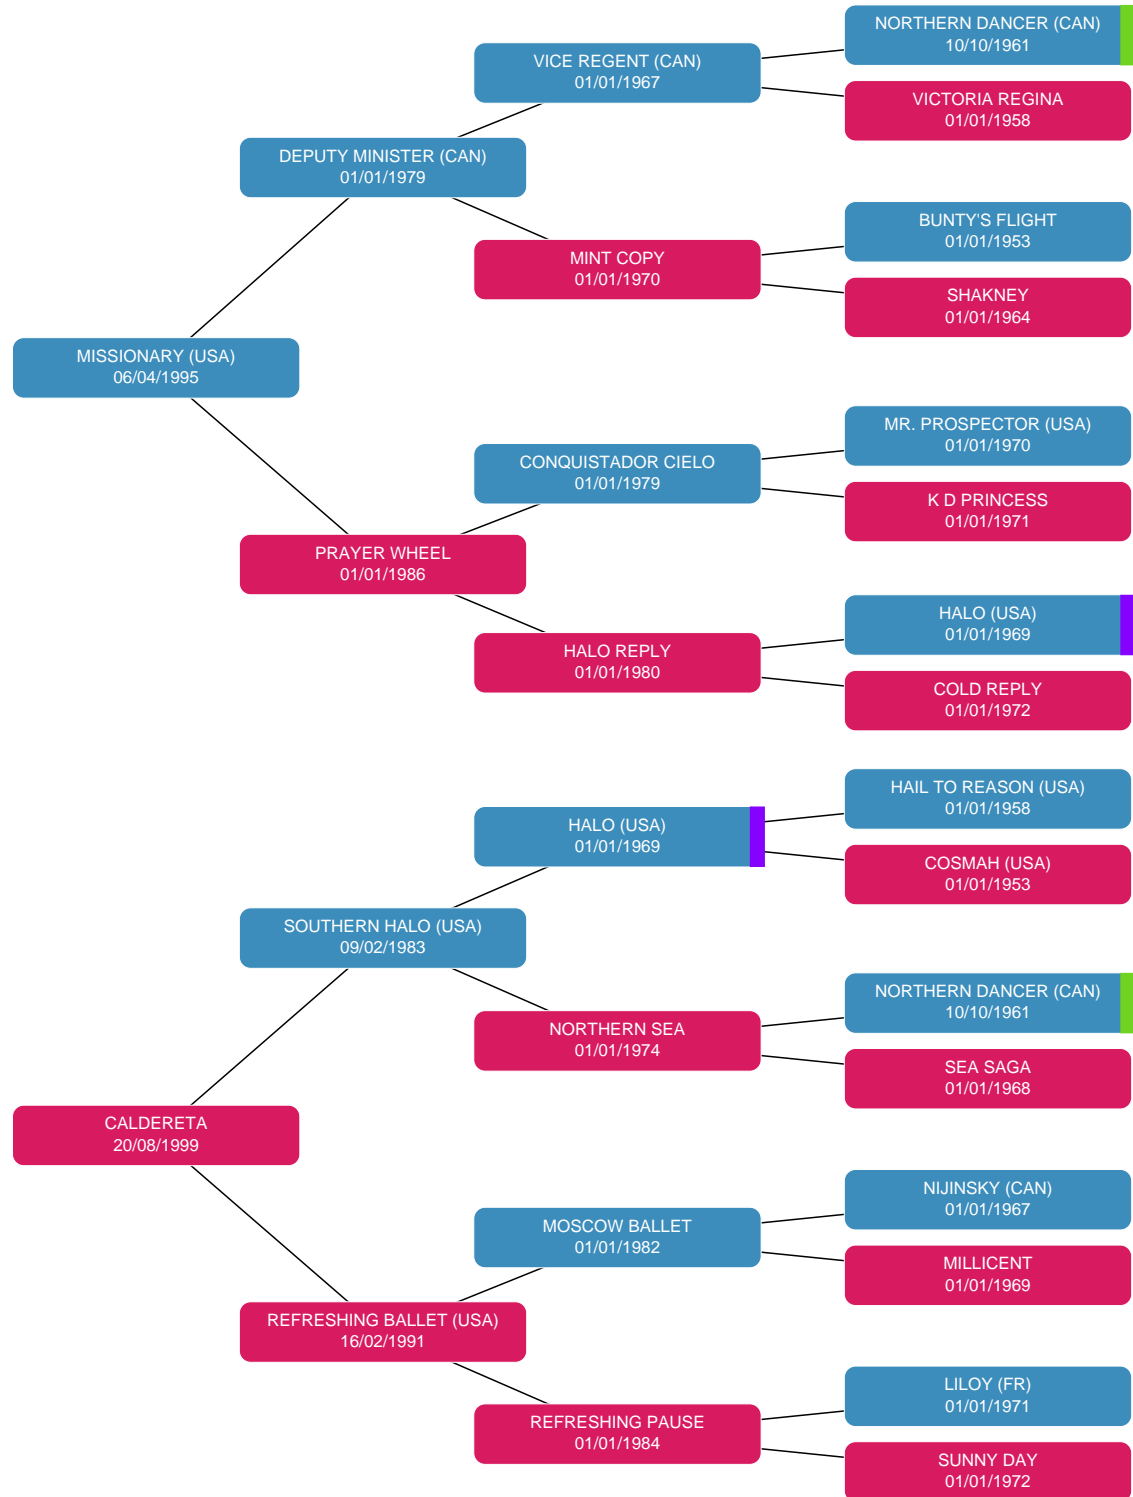 NORTHERN DANCER (CAN)
10/10/1961
VICE REGENT (CAN)
01/01/1967
VICTORIA REGINA
01/01/1958
DEPUTY MINISTER (CAN)
01/01/1979
BUNTY'S FLIGHT
01/01/1953
MINT COPY
01/01/1970
SHAKNEY
01/01/1964
MISSIONARY (USA)
06/04/1995
MR. PROSPECTOR (USA)
01/01/1970
CONQUISTADOR CIELO
01/01/1979
K D PRINCESS
01/01/1971
PRAYER WHEEL
01/01/1986
HALO (USA)
01/01/1969
HALO REPLY
01/01/1980
COLD REPLY
01/01/1972
HAIL TO REASON (USA)
01/01/1958
HALO (USA)
01/01/1969
COSMAH (USA)
01/01/1953
SOUTHERN HALO (USA)
09/02/1983
NORTHERN DANCER (CAN)
10/10/1961
NORTHERN SEA
01/01/1974
SEA SAGA
01/01/1968
CALDERETA
20/08/1999
NIJINSKY (CAN)
01/01/1967
MOSCOW BALLET
01/01/1982
MILLICENT
01/01/1969
REFRESHING BALLET (USA)
16/02/1991
LILOY (FR)
01/01/1971
REFRESHING PAUSE
01/01/1984
SUNNY DAY
01/01/1972